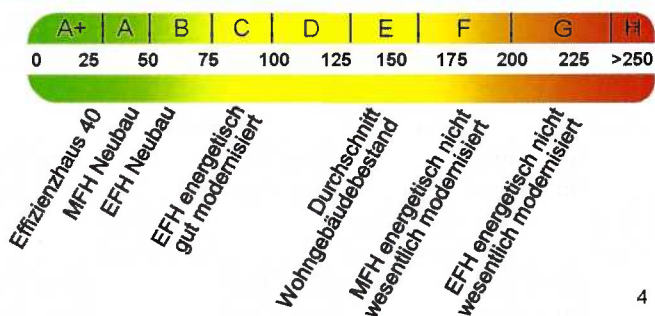 A+ A B C D E F G H
0 25 50 75 100 125 150 175 200 225 >250
Effizienzhaus 40
MFH Neubau
EFH Neubau
EFH energetisch
gut modernisiert
Durchschnitt
Wohngebäudebestand
MFH energetisch nicht
wesentlich modernisiert
EFH energetisch nicht
wesentlich modernisiert
4